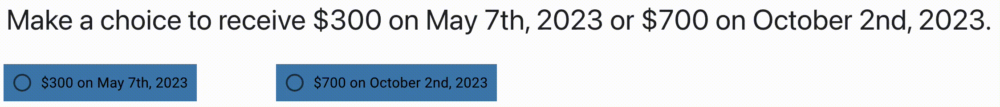 Make a choice to receive $300 on May 7th, 2023 or $700 on October 2nd, 2023.
$300 on May 7th, 2023
$700 on October 2nd, 2023